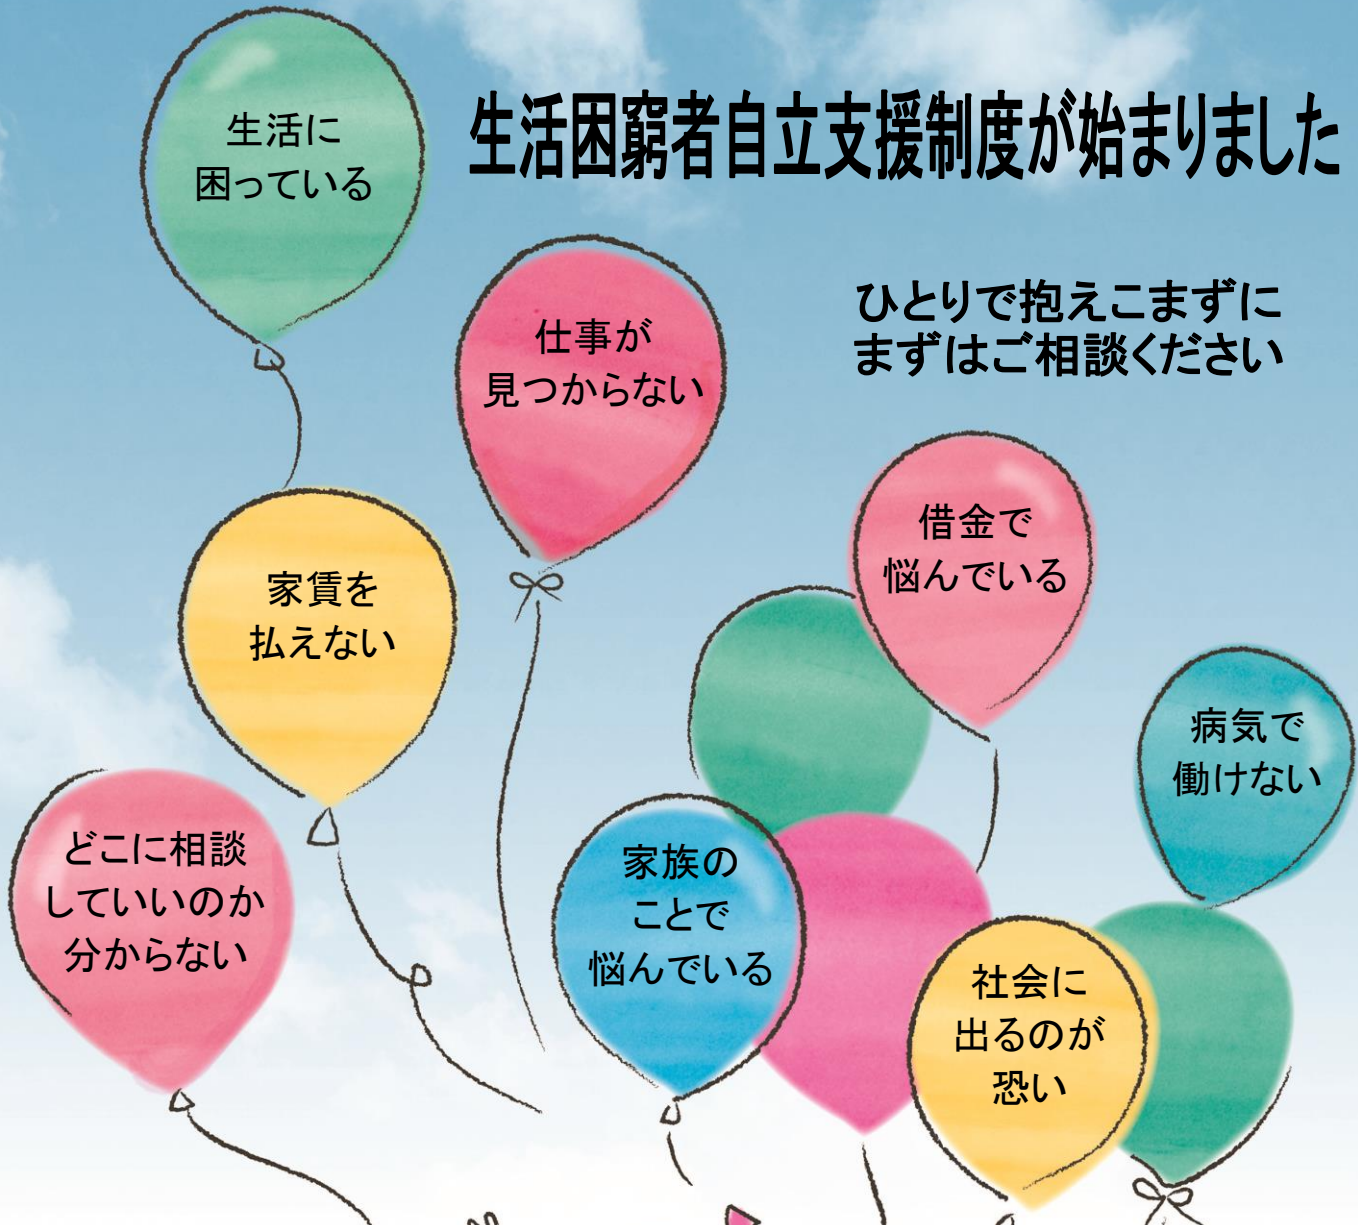 生活困窮者自立支援制度が始まりました
生活に
困っている
仕事が
見つからない
ひとりで抱えこまずに
まずはご相談ください
借金で
悩んでいる
家賃を
払えない
病気で
働けない
どこに相談
していいのか
分からない
家族の
ことで
悩んでいる
社会に
出るのが
恐い